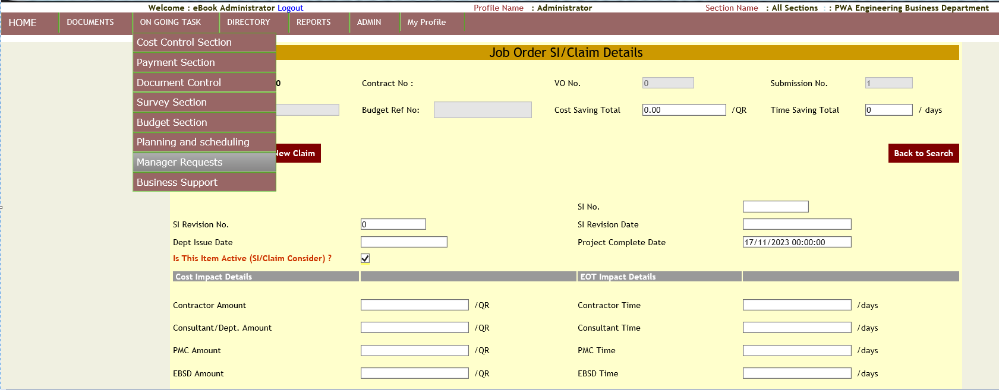 Welcome : eBook Administrator Logout Profile Name : Administrator Section Name : All Sections : : PWA Engineering Business Department
HOME DOCUMENTS ON GOING TASK DIRECTORY REPORTS ADMIN My Profile
Cost Control Section
Payment Section
Document Control
Survey Section
Budget Section
Planning and scheduling
Manager Requests
Business Support
Job Order SI/Claim Details
0 Contract No : VO No. 0 Submission No. 1
Budget Ref No: Cost Saving Total 0.00 /QR Time Saving Total 0 / days
New Claim Back to Search
SI No.
SI Revision No. 0 SI Revision Date
Dept Issue Date Project Complete Date 17/11/2023 00:00:00
Is This Item Active (SI/Claim Consider) ?
Cost Impact Details EOT Impact Details
Contractor Amount /QR Contractor Time /days
Consultant/Dept. Amount /QR Consultant Time /days
PMC Amount /QR PMC Time /days
EBSD Amount /QR EBSD Time /days